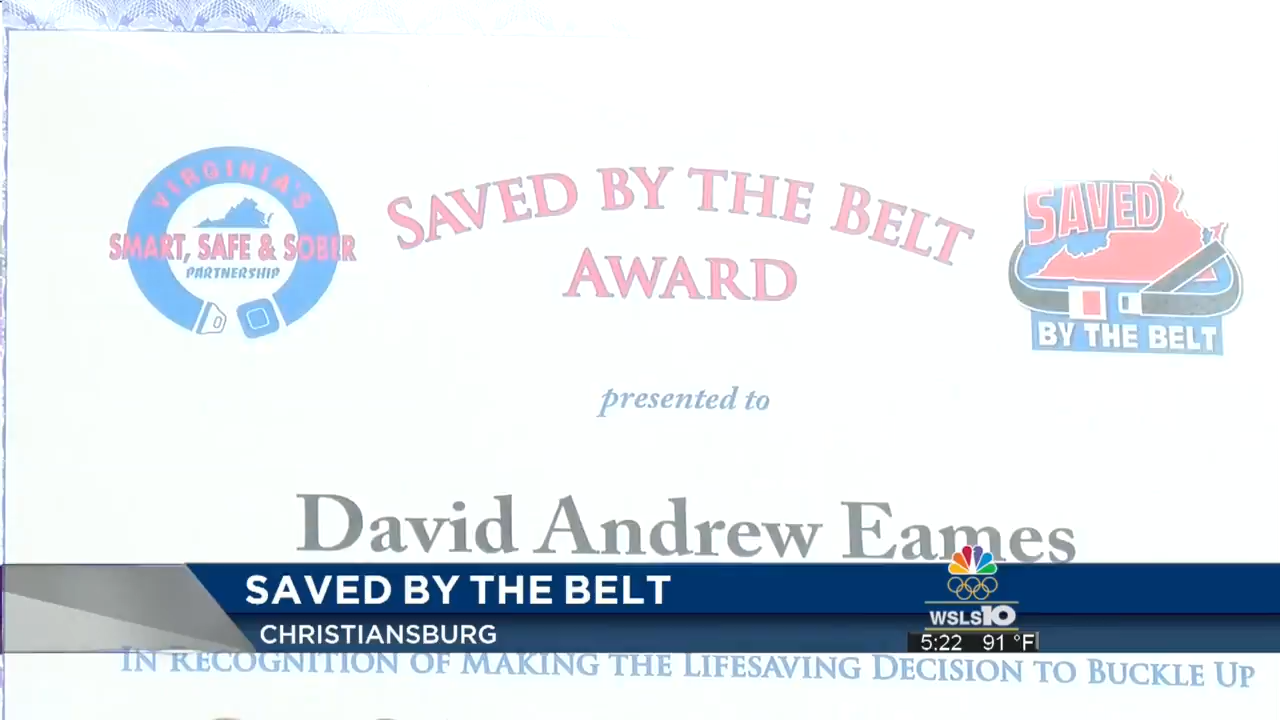 VIRGINIA'S
SMART, SAFE & SOBER
PARTNERSHIP
SAVED BY THE BELT
AWARD
SAVED
BY THE BELT
presented to
David Andrew Eames
SAVED BY THE BELT
CHRISTIANSBURG
WSLS10
5:22 91 °F
IN RECOGNITION OF MAKING THE LIFESAVING DECISION TO BUCKLE UP